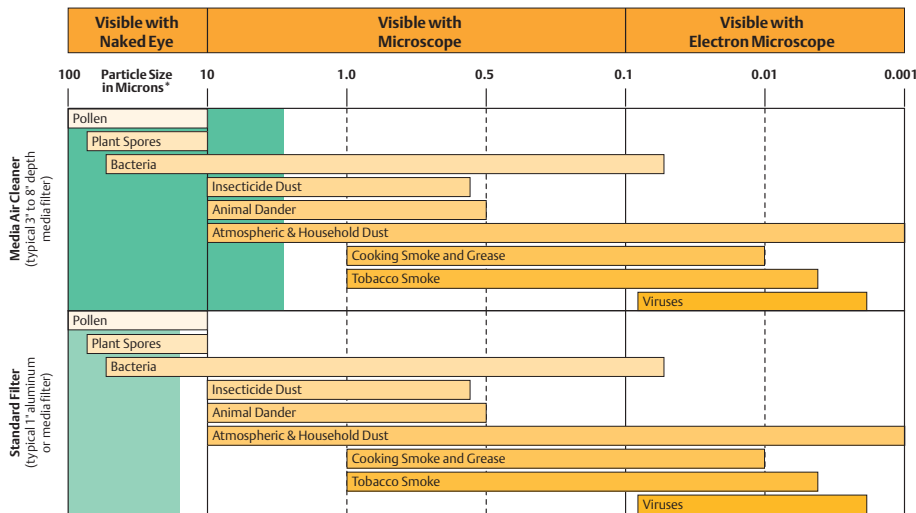 Visible with
Naked Eye
Visible with
Microscope
Visible with
Electron Microscope
100
Particle Size
in Microns*
10
1.0
0.5
0.1
0.01
0.001
Media Air Cleaner
(typical 3" to 8" depth
media filter)
Pollen
Plant Spores
Bacteria
Insecticide Dust
Animal Dander
Atmospheric & Household Dust
Cooking Smoke and Grease
Tobacco Smoke
Viruses
Standard Filter
(typical 1" aluminum
or media filter)
Pollen
Plant Spores
Bacteria
Insecticide Dust
Animal Dander
Atmospheric & Household Dust
Cooking Smoke and Grease
Tobacco Smoke
Viruses